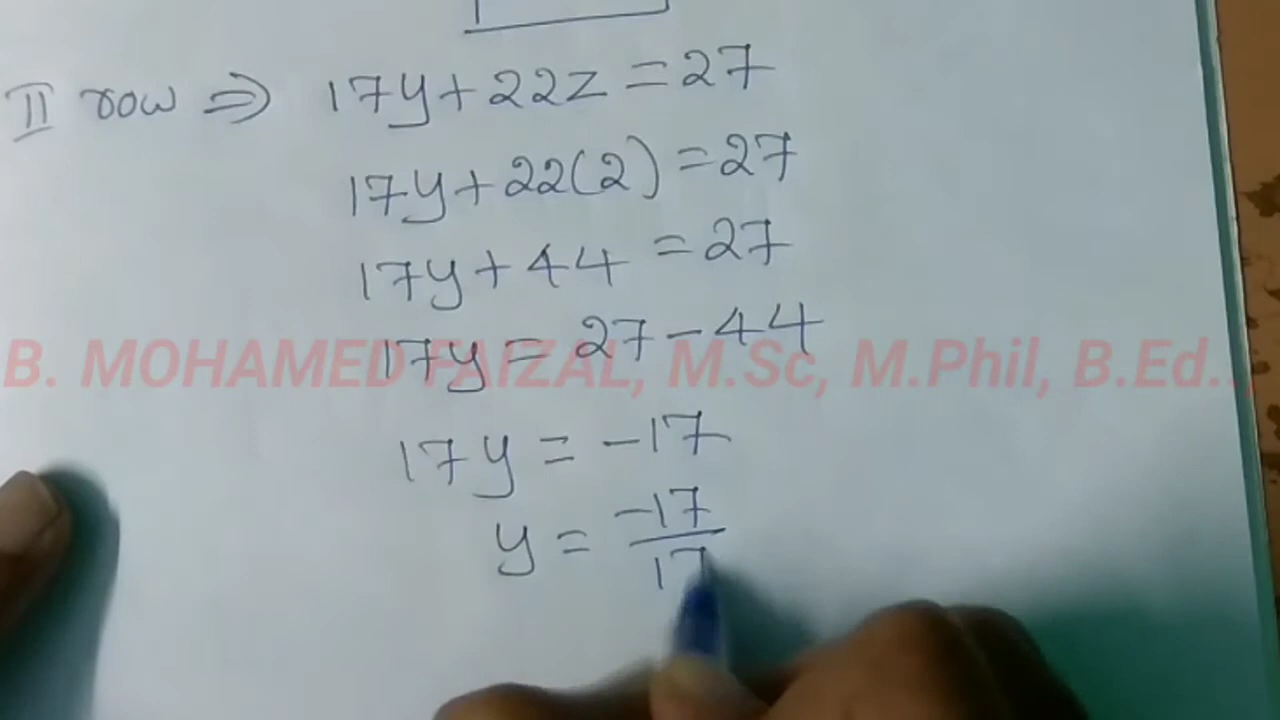 II row ⇒ 17y + 22z = 27
17y + 22(2) = 27
17y + 44 = 27
17y = 27 - 44
B. MOHAMED FAIZAL, M.Sc, M.Phil, B.Ed..
17y = -17
y = -17/17